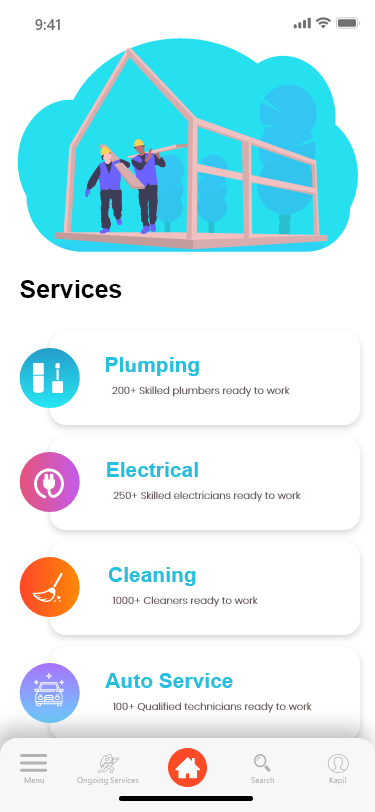 9:41
Services
Plumping
200+ Skilled plumbers ready to work
Electrical
250+ Skilled electricians ready to work
Cleaning
1000+ Cleaners ready to work
Auto Service
100+ Qualified technicians ready to work
Menu
Ongoing Services
Search
Kapil